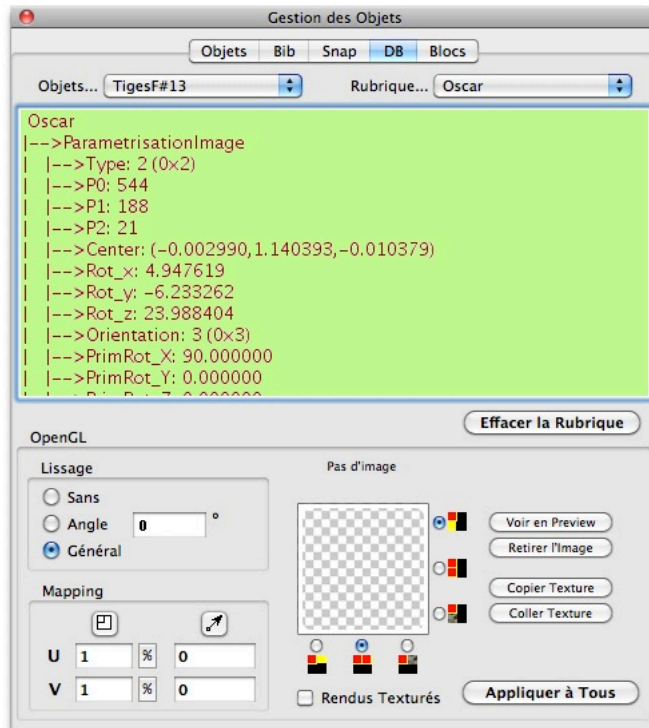 Gestion des Objets
Objets Bib Snap DB Blocs
Objets... TigesF#13 Rubrique... Oscar
Oscar
|-->ParametrisationImage
| |-->Type: 2 (0x2)
| |-->P0: 544
| |-->P1: 188
| |-->P2: 21
| |-->Center: (-0.002990,1.140393,-0.010379)
| |-->Rot_x: 4.947619
| |-->Rot_y: -6.233262
| |-->Rot_z: 23.988404
| |-->Orientation: 3 (0x3)
| |-->PrimRot_X: 90.000000
| |-->PrimRot_Y: 0.000000
| |-->PrimRot_Z: 0.000000
Effacer la Rubrique
OpenGL
Lissage
Sans
Angle 0 °
Général
Mapping
U 1 % 0
V 1 % 0
Pas d'image
Voir en Preview
Retirer l'Image
Copier Texture
Coller Texture
Rendus Texturés
Appliquer à Tous